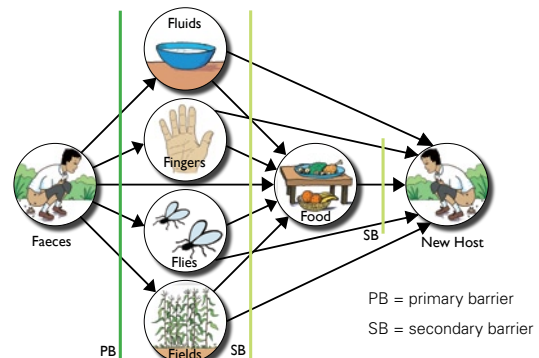 Fluids
Fingers
Faeces
Food
New Host
Flies
SB
PB = primary barrier
SB = secondary barrier
PB
SB
Fields